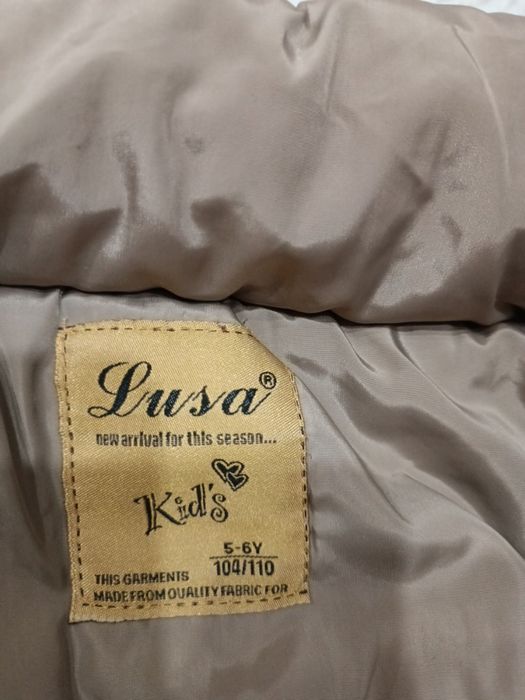 Lusa®
new arrival for this season...
Kid's
5-6Y
104/110
THIS GARMENTS
MADE FROM QUALITY FABRIC FOR